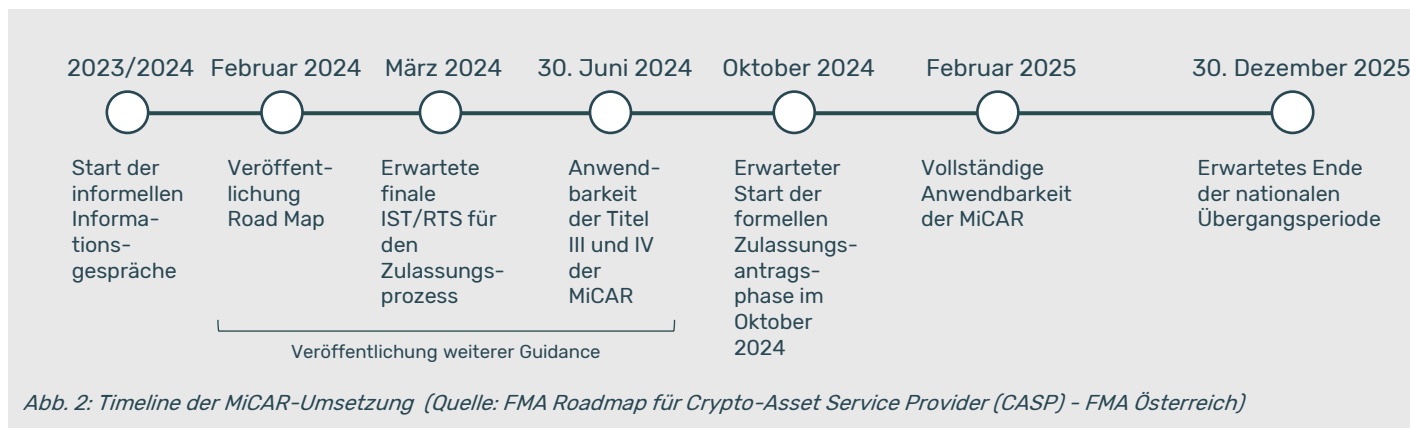 2023/2024 Februar 2024 März 2024 30. Juni 2024 Oktober 2024 Februar 2025 30. Dezember 2025
Start der
informellen
Informa-
tions-
gespräche
Veröffent-
lichung
Road Map
Erwartete
finale
IST/RTS für
den
Zulassungs-
prozess
Anwend-
barkeit
der Titel
III und IV
der
MiCAR
Erwarteter
Start der
formellen
Zulassungs-
antrags-
phase im
Oktober
2024
Vollständige
Anwendbarkeit
der MiCAR
Erwartetes Ende
der nationalen
Übergangsperiode
Veröffentlichung weiterer Guidance
Abb. 2: Timeline der MiCAR-Umsetzung (Quelle: FMA Roadmap für Crypto-Asset Service Provider (CASP) - FMA Österreich)